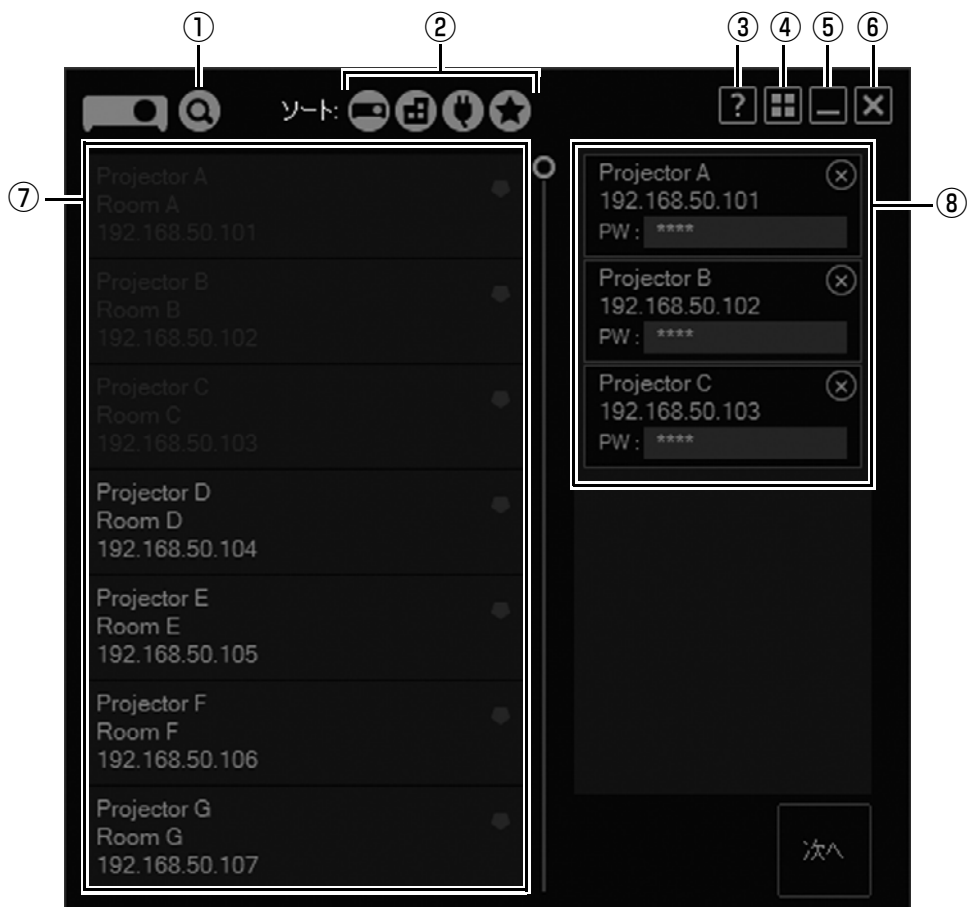 ① ② ③ ④ ⑤ ⑥
ソート: ?
⑦
Projector A
Room A
192.168.50.101
Projector B
Room B
192.168.50.102
Projector C
Room C
192.168.50.103
Projector D
Room D
192.168.50.104
Projector E
Room E
192.168.50.105
Projector F
Room F
192.168.50.106
Projector G
Room G
192.168.50.107
Projector A
192.168.50.101
PW : ****
Projector B
192.168.50.102
PW : ****
Projector C
192.168.50.103
PW : ****
⑧
次へ